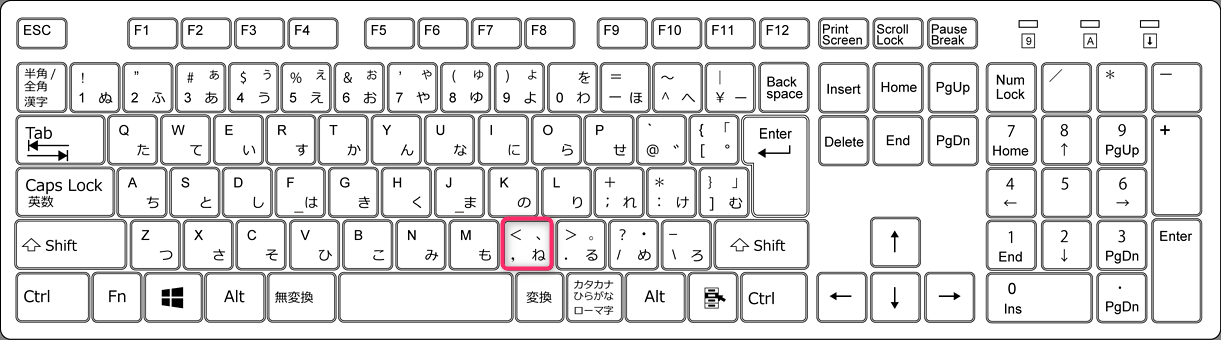 ESC F1 F2 F3 F4 F5 F6 F7 F8 F9 F10 F11 F12 Print Screen Scroll Lock Pause Break 9 A ⬇
半角/全角 漢字 ! 1 ぬ " 2 ふ # ぁ 3 あ $ ぅ 4 う % ぇ 5 え & ぉ 6 お ' ゃ 7 や ( ゅ 8 ゆ ) ょ 9 よ を 0 わ = ー ほ 〜 ^ へ | ¥ ー Back space Insert Home PgUp Num Lock / * −
Tab Q た W て E い R す T か Y ん U な I に O ら P せ ` @ ゛ { 「 [ ° Enter Delete End PgDn 7 Home 8 ↑ 9 PgUp +
Caps Lock 英数 A ち S と D し F _は G き H く J _ま K の L り + ; れ * : け } 」 ] む 4 ← 5 6 →
Shift Z つ X さ C そ V ひ B こ N み M も < 、 , ね > 。 . る ? ・ / め _ \ ろ Shift ↑ 1 End 2 ↓ 3 PgDn Enter
Ctrl Fn Alt 無変換 変換 カタカナ ひらがな ローマ字 Alt Ctrl ← ↓ → 0 Ins . PgDn